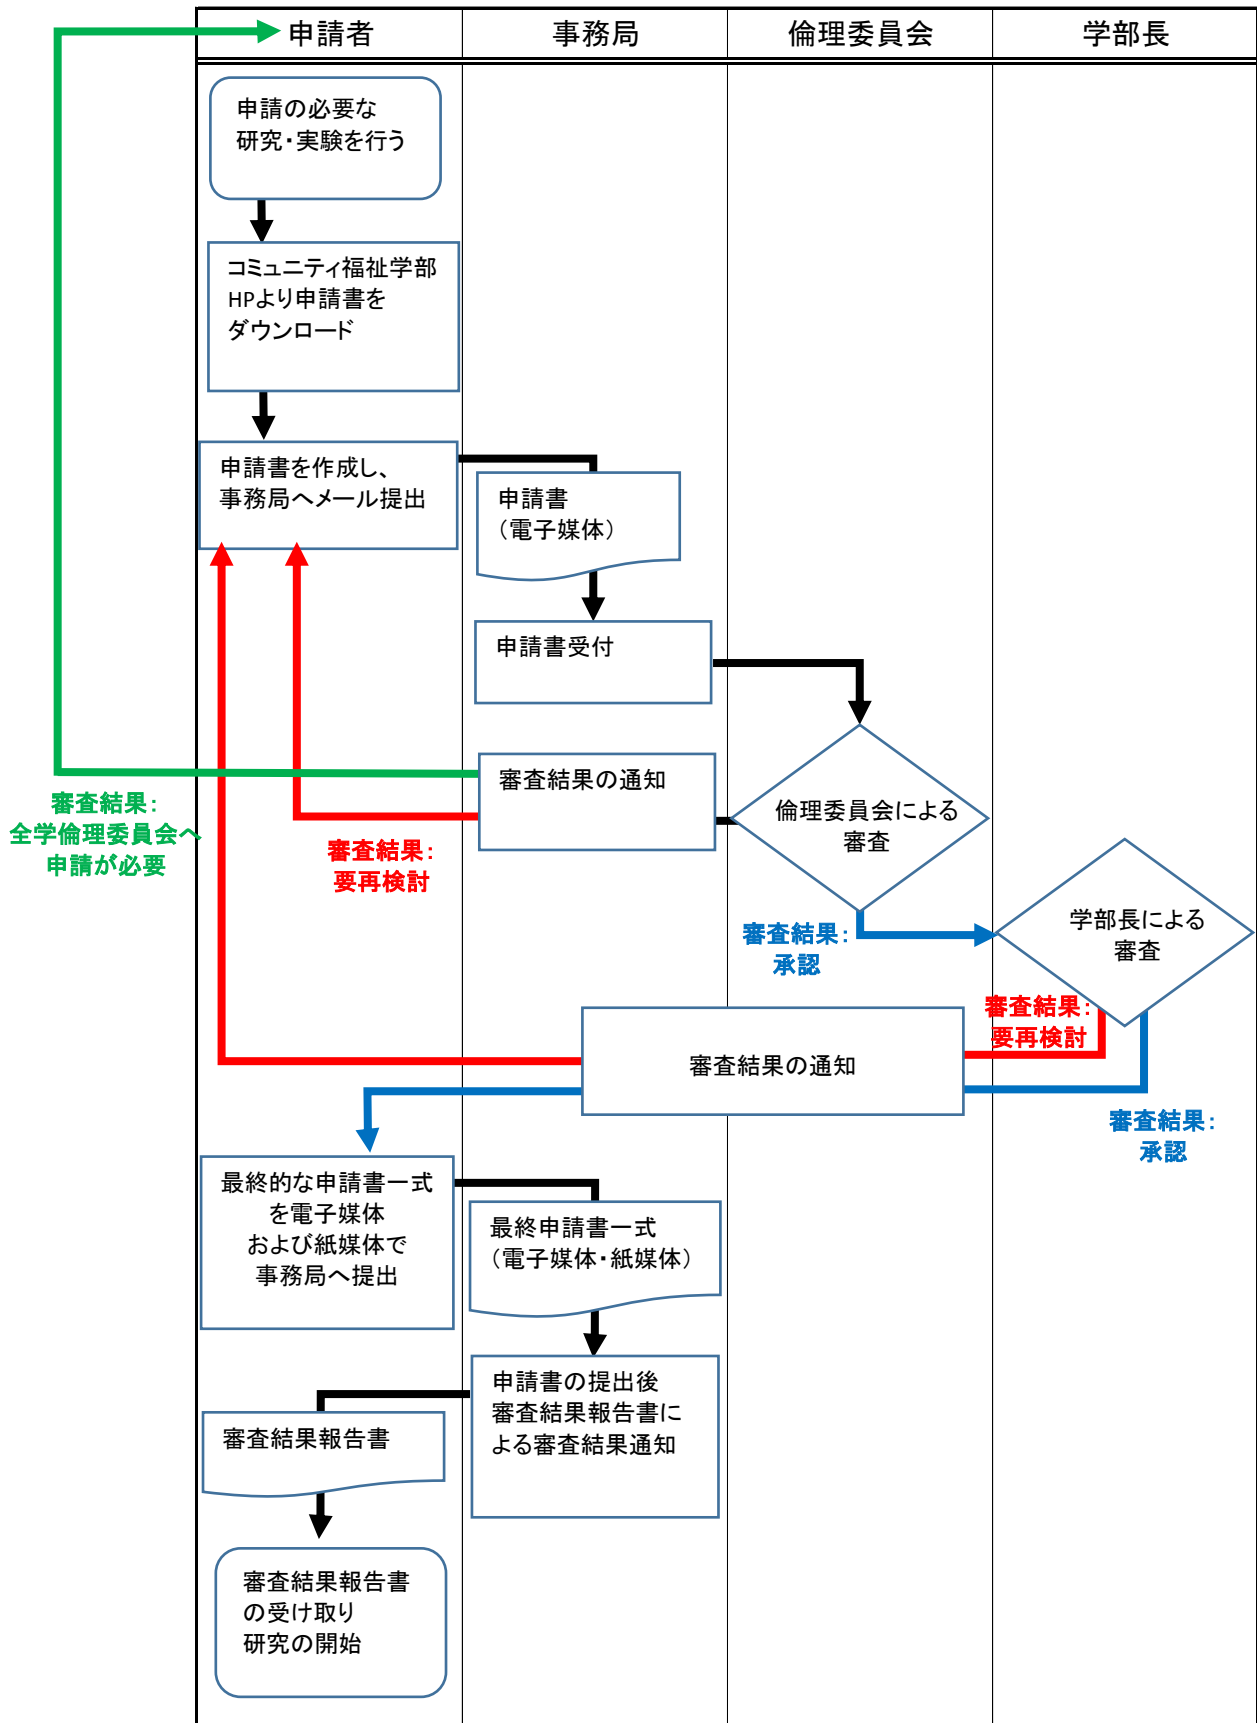 申請者
事務局
倫理委員会
学部長
申請の必要な
研究・実験を行う
コミュニティ福祉学部
HPより申請書を
ダウンロード
申請書を作成し、
事務局へメール提出
申請書
（電子媒体）
申請書受付
審査結果の通知
倫理委員会による
審査
審査結果：
全学倫理委員会へ
申請が必要
審査結果：
要再検討
審査結果：
承認
学部長による
審査
審査結果：
要再検討
審査結果の通知
審査結果：
承認
最終的な申請書一式
を電子媒体
および紙媒体で
事務局へ提出
最終申請書一式
（電子媒体・紙媒体）
申請書の提出後
審査結果報告書に
よる審査結果通知
審査結果報告書
審査結果報告書
の受け取り
研究の開始